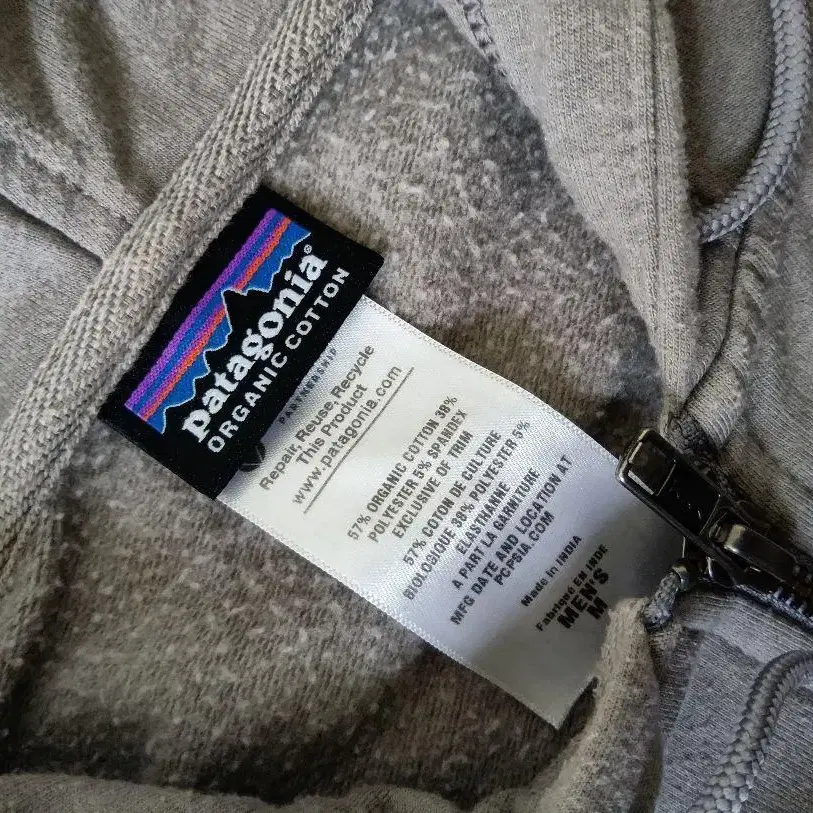 patagonia®
ORGANIC COTTON
PARTNERSHIP
Repair, Reuse, Recycle
This Product
www.patagonia.com
57% ORGANIC COTTON 38%
POLYESTER 5% SPANDEX
EXCLUSIVE OF TRIM
57% COTON DE CULTURE
BIOLOGIQUE 38% POLYESTER 5%
ELASTHANNE
A PART LA GARNITURE
MFG DATE AND LOCATION AT
PCPSIA.COM
Made in INDIA
Fabriqué EN INDE
MEN'S
M